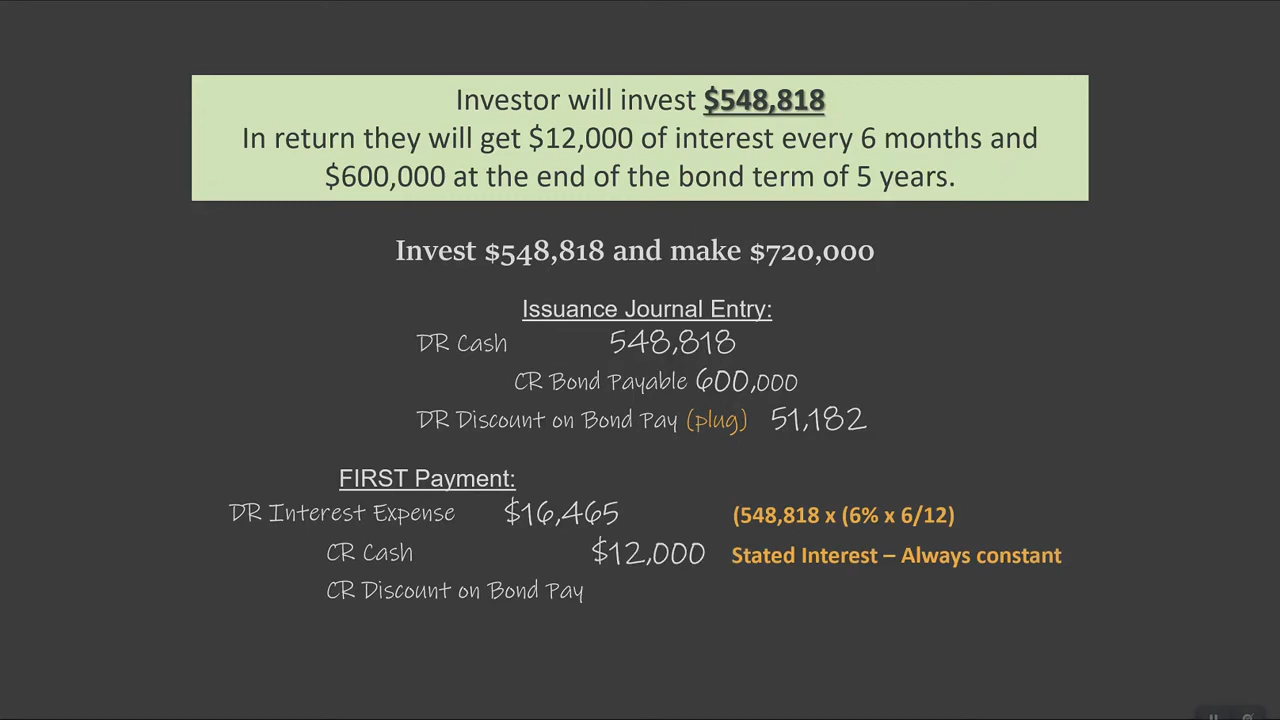 Investor will invest $548,818
In return they will get $12,000 of interest every 6 months and
$600,000 at the end of the bond term of 5 years.
Invest $548,818 and make $720,000
Issuance Journal Entry:
DR Cash 548,818
CR Bond Payable 600,000
DR Discount on Bond Pay (plug) 51,182
FIRST Payment:
DR Interest Expense $16,465 (548,818 x (6% x 6/12)
CR Cash $12,000 Stated Interest – Always constant
CR Discount on Bond Pay